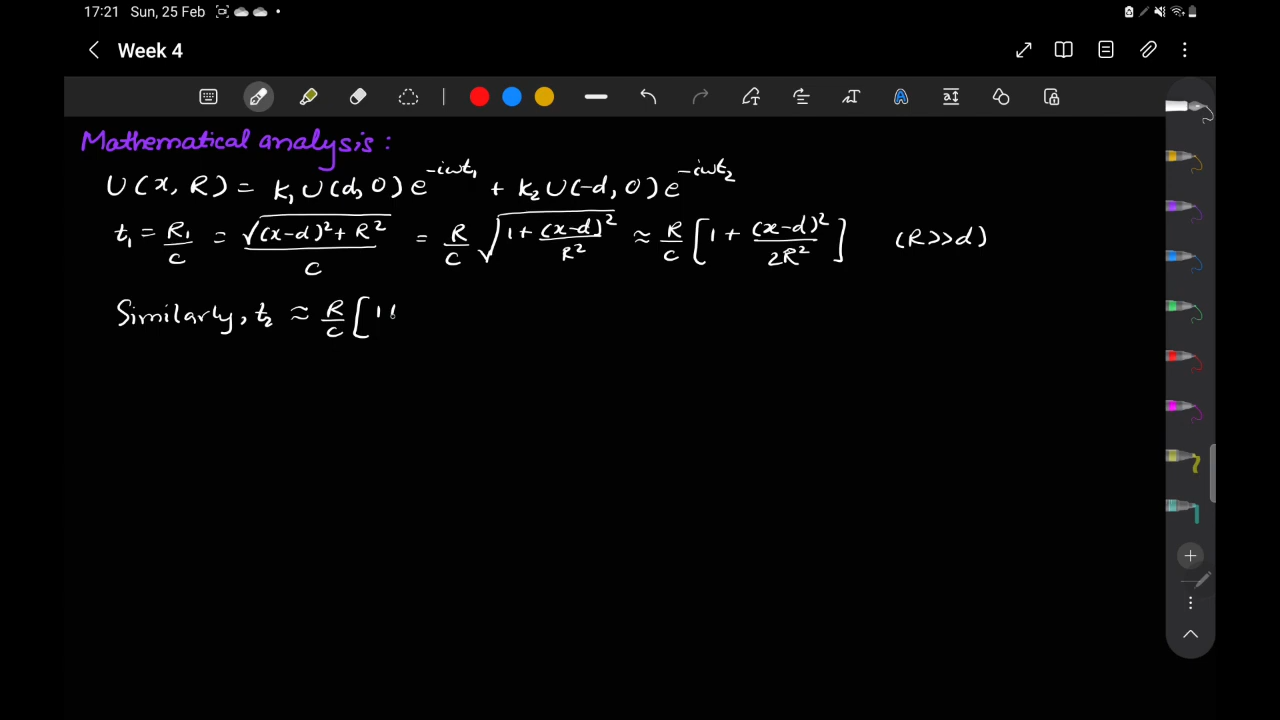 17:21 Sun, 25 Feb
Week 4
Mathematical analysis :
U(x, R) = K₁ U(d, 0) e^{-iωt₁} + K₂ U(-d, 0) e^{-iωt₂}
t₁ = R₁/C = √((x-d)² + R²)/C = R/C √(1 + (x-d)²/R²) ≈ R/C [1 + (x-d)²/2R²] (R>>d)
Similarly, t₂ ≈ R/C [1